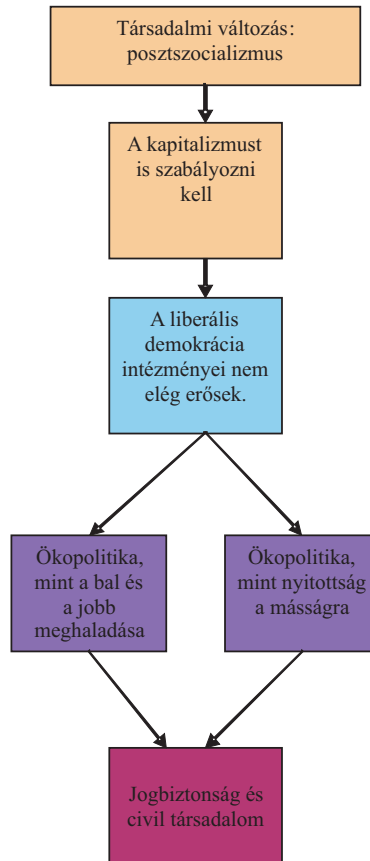 Társadalmi változás:
posztszocializmus
A kapitalizmust
is szabályozni
kell
A liberális
demokrácia
intézményei nem
elég erősek.
Ökopolitika,
mint a bal és
a jobb
meghaladása
Ökopolitika,
mint nyitottság
a másságra
Jogbiztonság és
civil társadalom